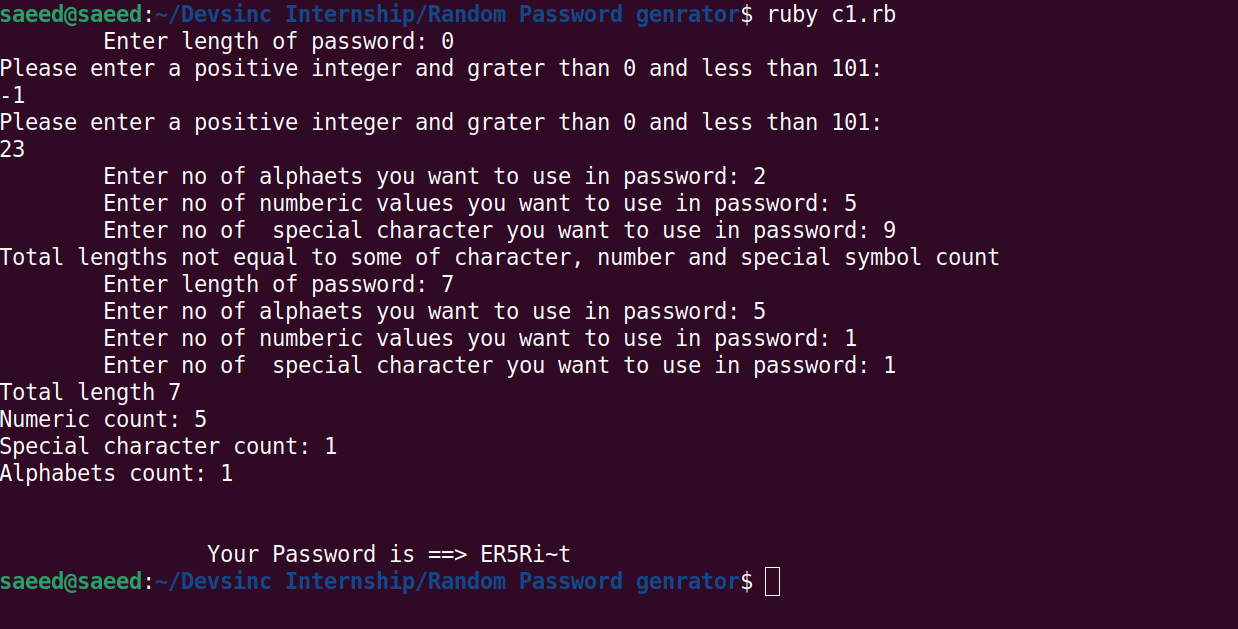 saeed@saeed:~/Devsinc Internship/Random Password genrator$ ruby c1.rb
Enter length of password: 0
Please enter a positive integer and grater than 0 and less than 101:
-1
Please enter a positive integer and grater than 0 and less than 101:
23
Enter no of alphaets you want to use in password: 2
Enter no of numberic values you want to use in password: 5
Enter no of  special character you want to use in password: 9
Total lengths not equal to some of character, number and special symbol count
Enter length of password: 7
Enter no of alphaets you want to use in password: 5
Enter no of numberic values you want to use in password: 1
Enter no of  special character you want to use in password: 1
Total length 7
Numeric count: 5
Special character count: 1
Alphabets count: 1
Your Password is ==> ER5Ri~t
saeed@saeed:~/Devsinc Internship/Random Password genrator$